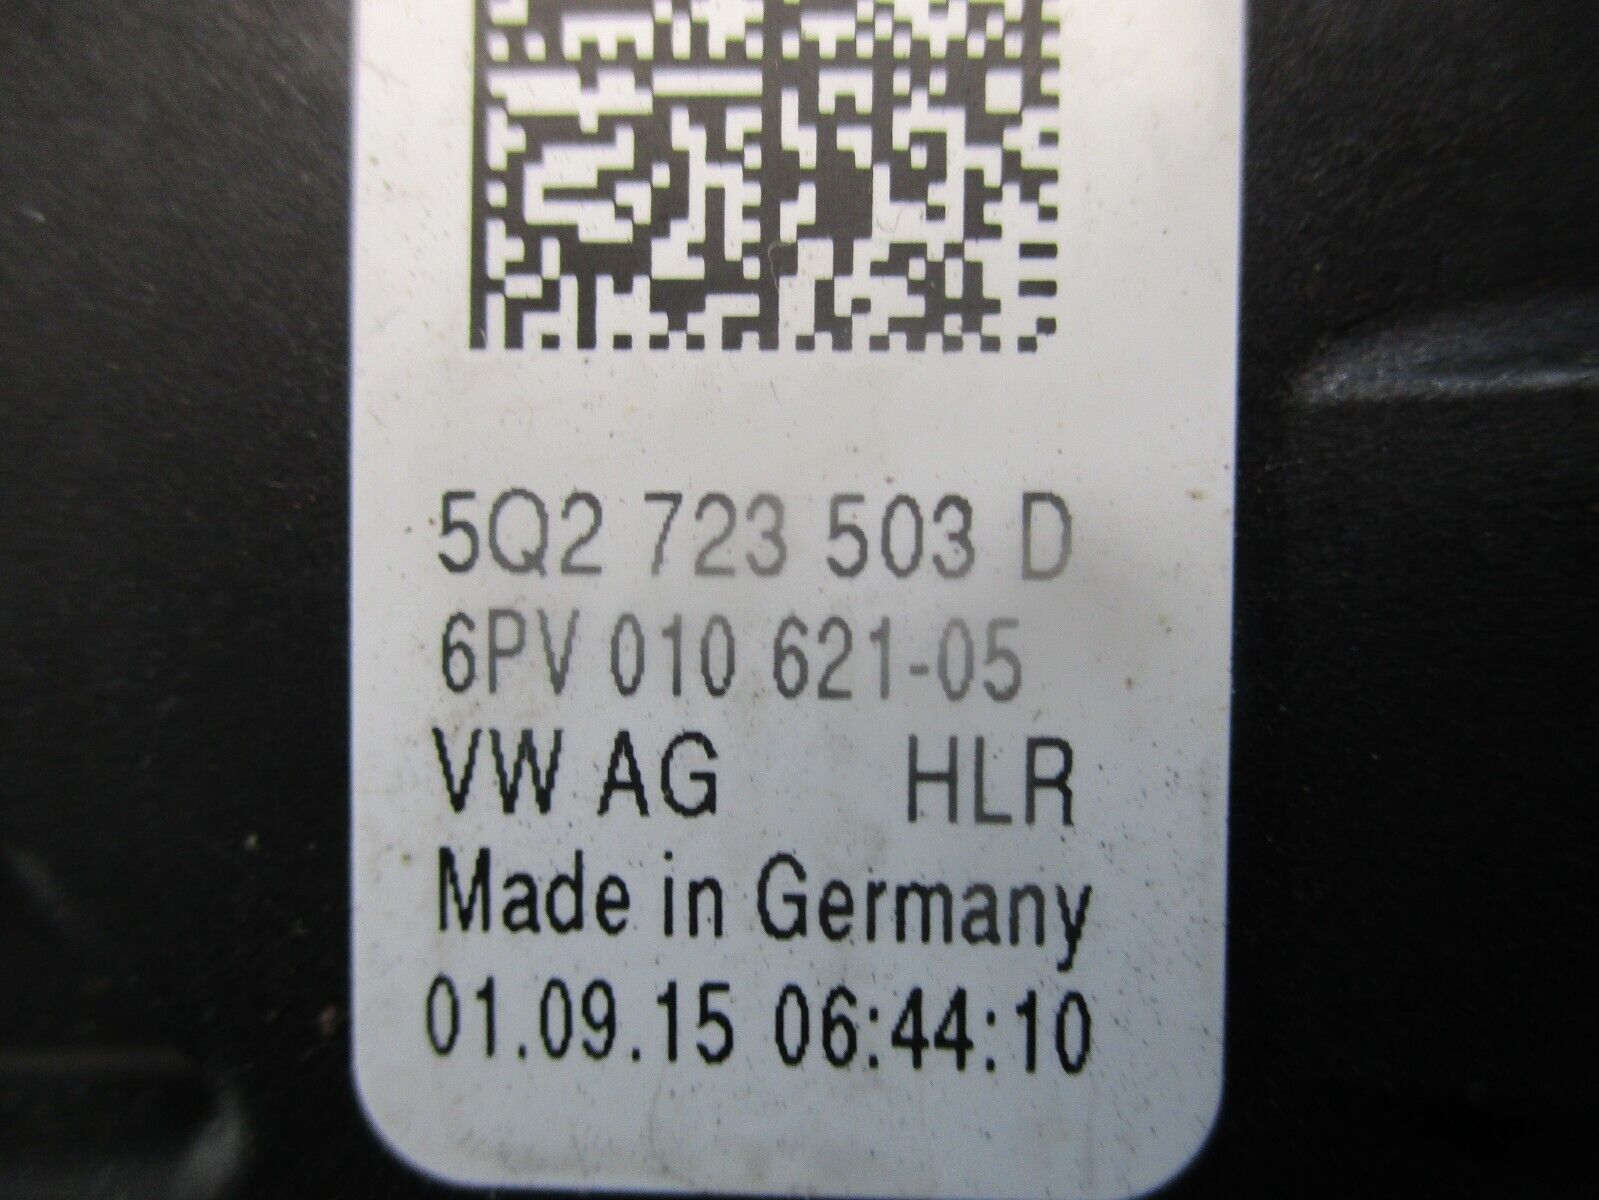 5Q2 723 503 D
6PV 010 621-05
VW AG HLR
Made in Germany
01.09.15 06:44:10